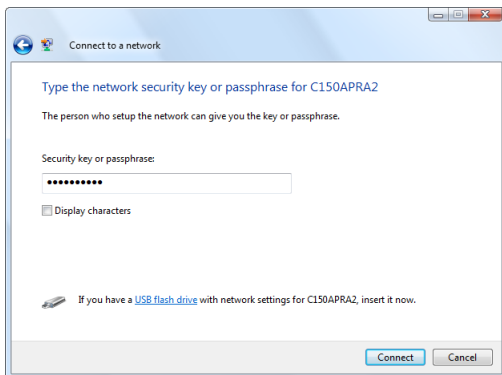 Connect to a network
Type the network security key or passphrase for C150APRA2
The person who setup the network can give you the key or passphrase.
Security key or passphrase:
••••••••••
Display characters
If you have a USB flash drive with network settings for C150APRA2, insert it now.
Connect Cancel